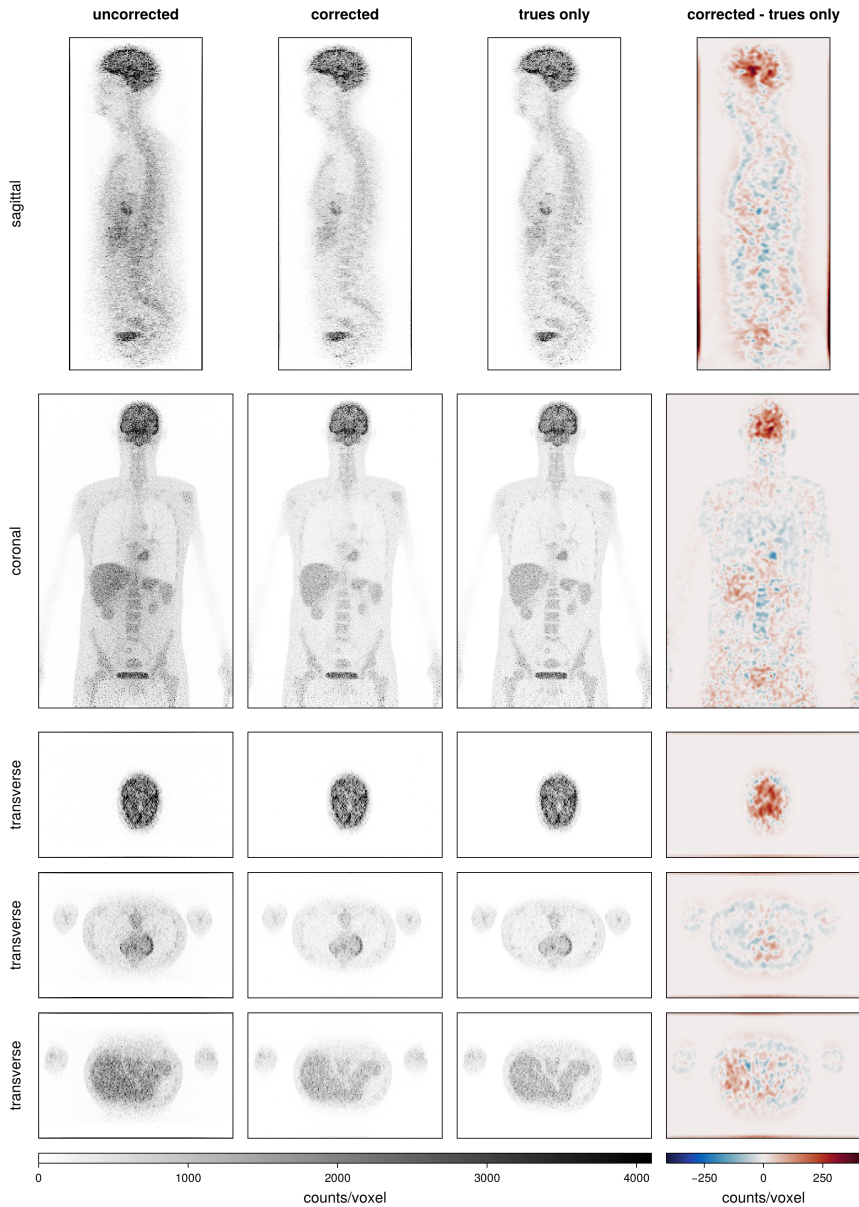 uncorrected corrected trues only corrected - trues only
sagittal
coronal
transverse
transverse
transverse
0 1000 2000 3000 4000 −250 0 250
counts/voxel counts/voxel